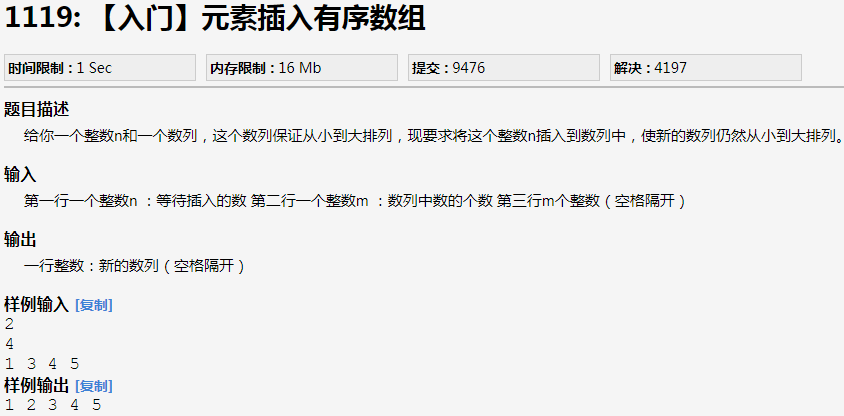 1119: 【入门】元素插入有序数组
时间限制 : 1 Sec 内存限制 : 16 Mb 提交 : 9476 解决 : 4197
题目描述
给你一个整数n和一个数列，这个数列保证从小到大排列，现要求将这个整数n插入到数列中，使新的数列仍然从小到大排列。
输入
第一行一个整数n ：等待插入的数 第二行一个整数m ：数列中数的个数 第三行m个整数（空格隔开）
输出
一行整数：新的数列（空格隔开）
样例输入 [复制]
2
4
1 3 4 5
样例输出 [复制]
1 2 3 4 5